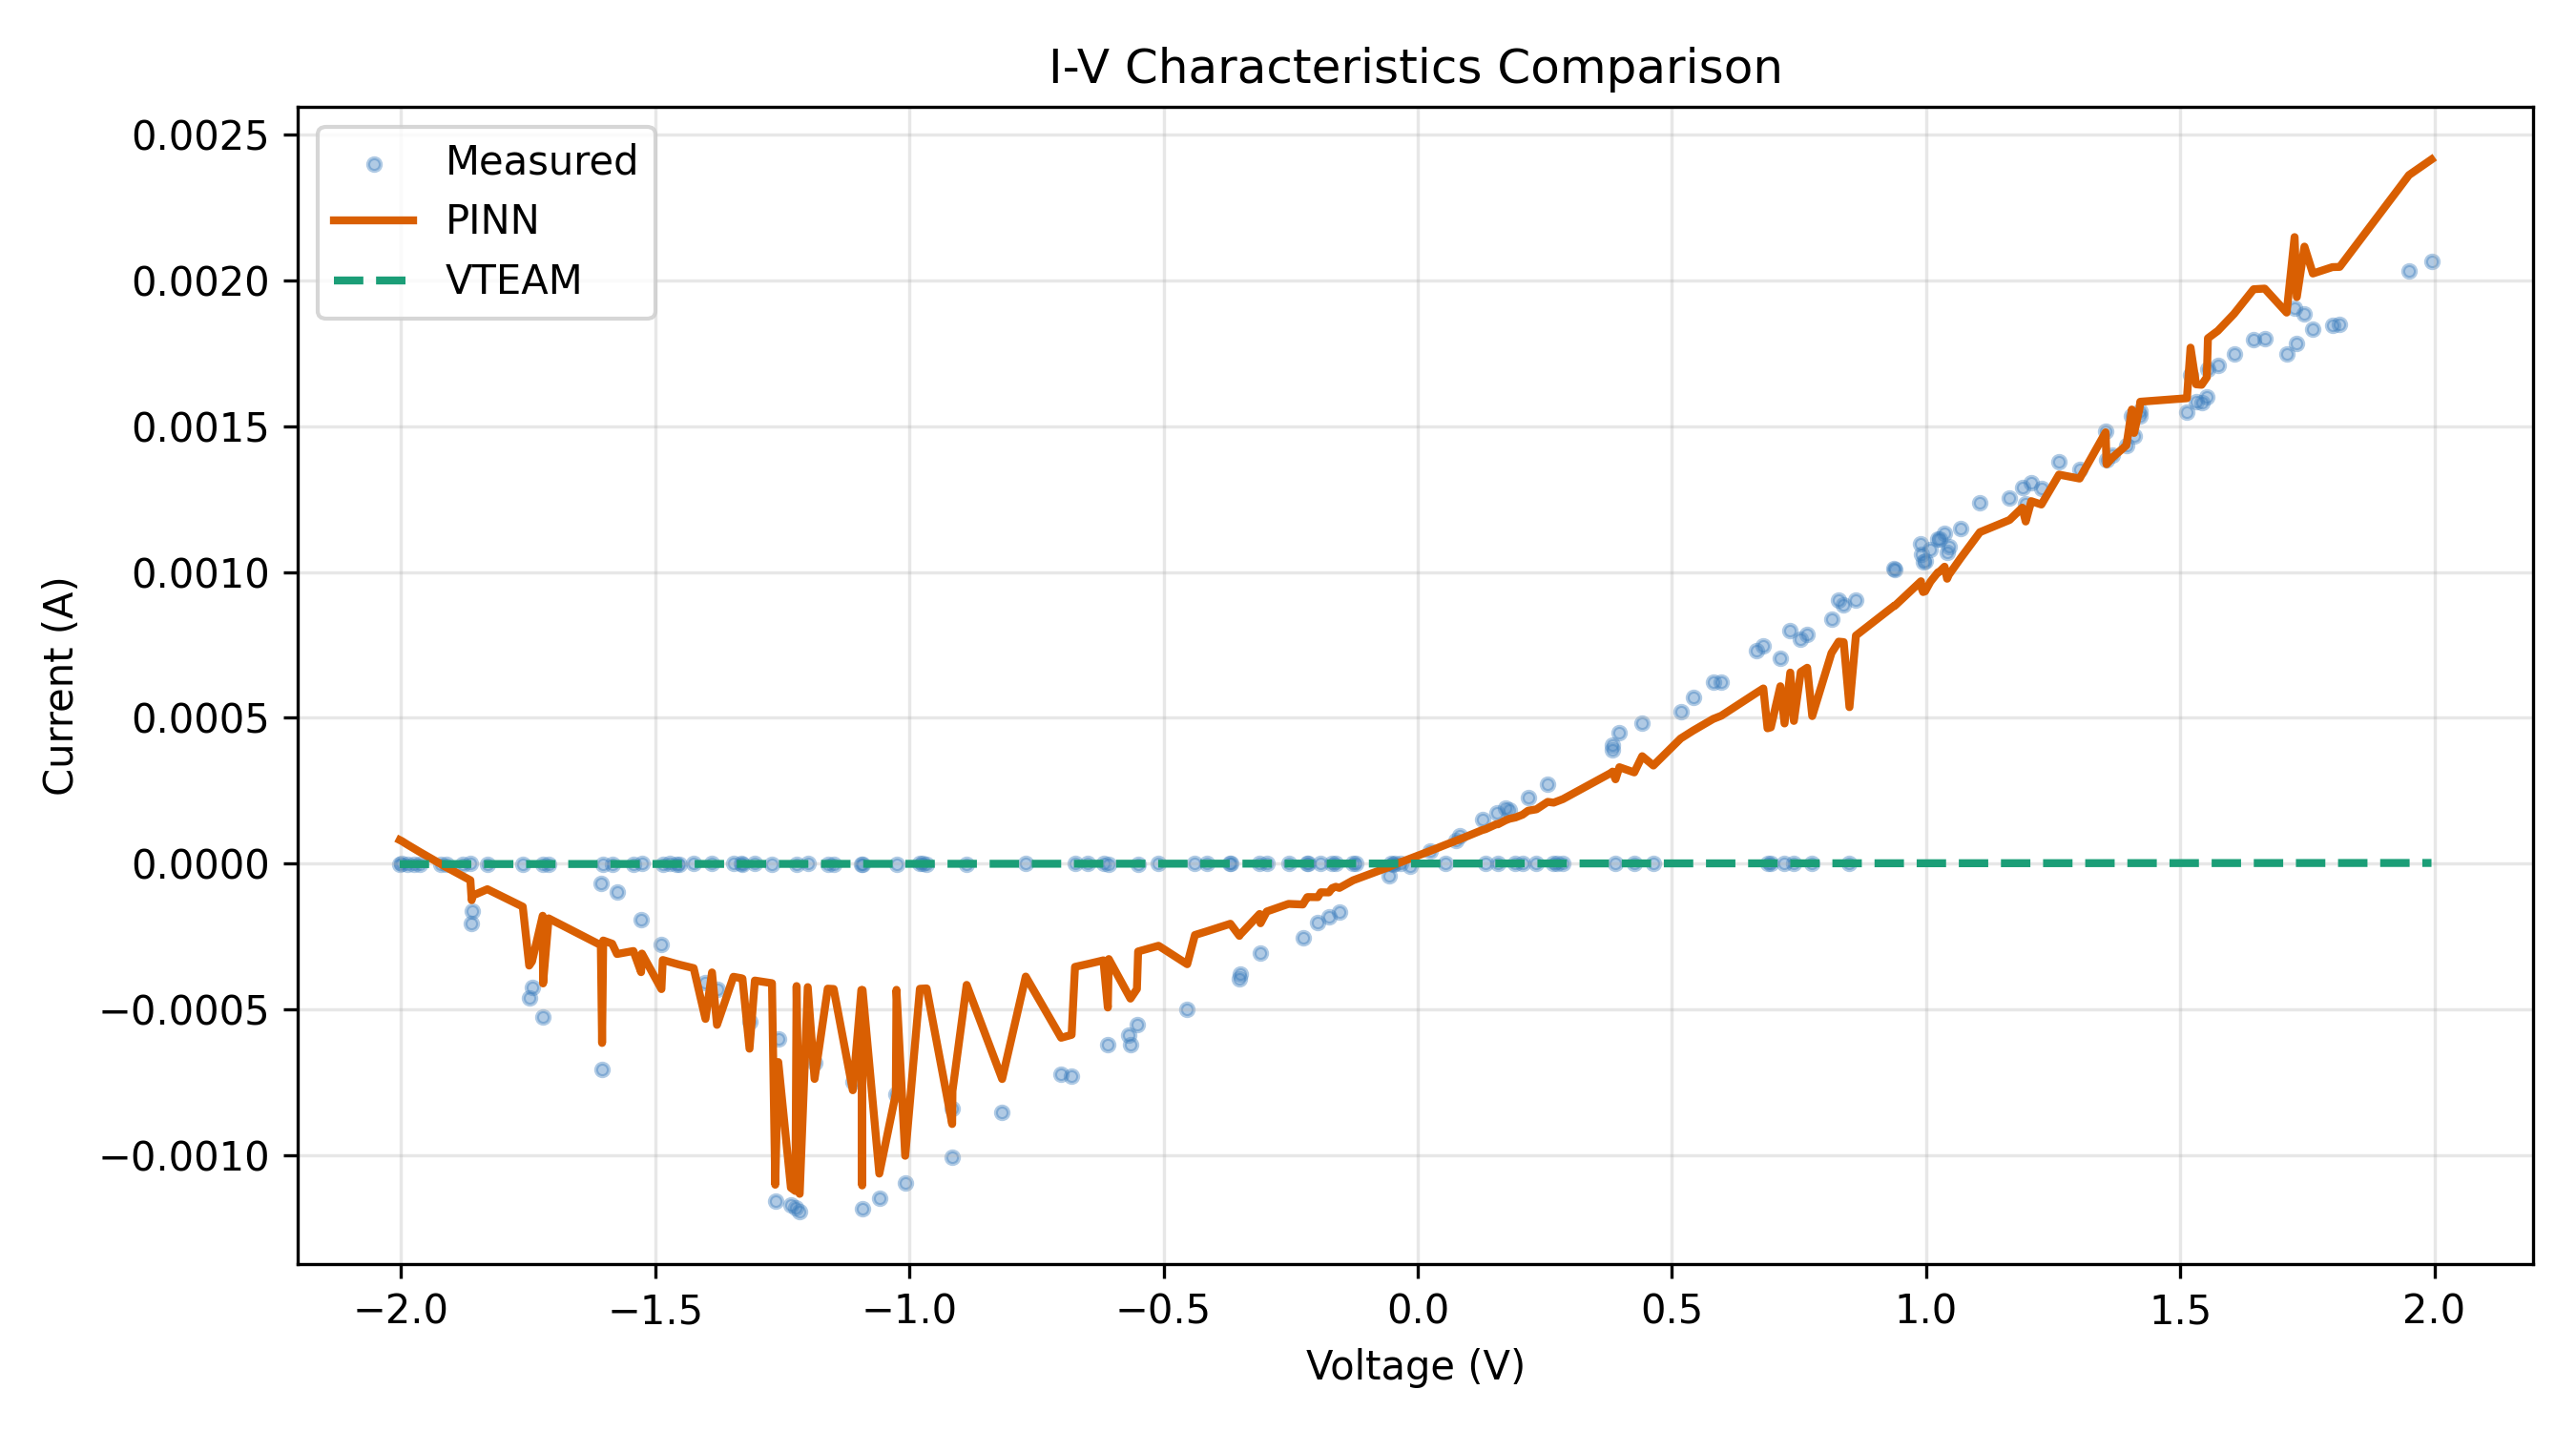 I-V Characteristics Comparison
Measured
PINN
VTEAM
0.0025
0.0020
0.0015
0.0010
0.0005
0.0000
−0.0005
−0.0010
Current (A)
−2.0 −1.5 −1.0 −0.5 0.0 0.5 1.0 1.5 2.0
Voltage (V)